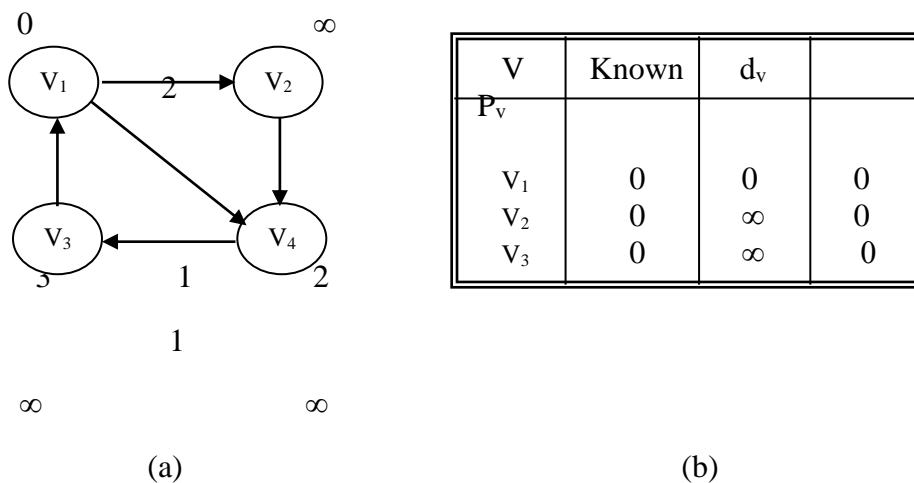 0 ∞
V1 2 V2
V3 V4
3 1 2
1
∞ ∞
(a)
V Known dv
Pv
V1 0 0 0
V2 0 ∞ 0
V3 0 ∞ 0
(b)